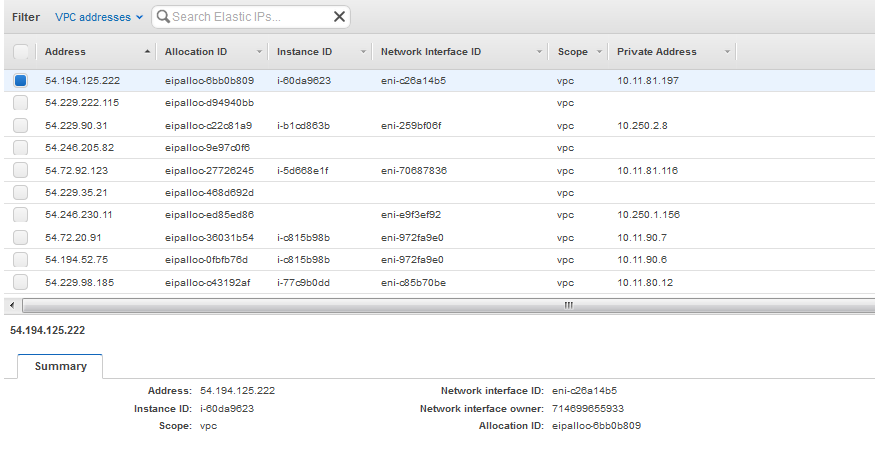 Filter VPC addresses Search Elastic IPs...
Address Allocation ID Instance ID Network Interface ID Scope Private Address
54.194.125.222 eipalloc-6bb0b809 i-60da9623 eni-c26a14b5 vpc 10.11.81.197
54.229.222.115 eipalloc-d94940bb vpc
54.229.90.31 eipalloc-c22c81a9 i-b1cd863b eni-259bf06f vpc 10.250.2.8
54.246.205.82 eipalloc-9e97c0f6 vpc
54.72.92.123 eipalloc-27726245 i-5d668e1f eni-70687836 vpc 10.11.81.116
54.229.35.21 eipalloc-468d692d vpc
54.246.230.11 eipalloc-ed85ed86 eni-e9f3ef92 vpc 10.250.1.156
54.72.20.91 eipalloc-36031b54 i-c815b98b eni-972fa9e0 vpc 10.11.90.7
54.194.52.75 eipalloc-0fbfb76d i-c815b98b eni-972fa9e0 vpc 10.11.90.6
54.229.98.185 eipalloc-c43192af i-77c9b0dd eni-c85b70be vpc 10.11.80.12
54.194.125.222
Summary
Address: 54.194.125.222 Network interface ID: eni-c26a14b5
Instance ID: i-60da9623 Network interface owner: 714699655933
Scope: vpc Allocation ID: eipalloc-6bb0b809